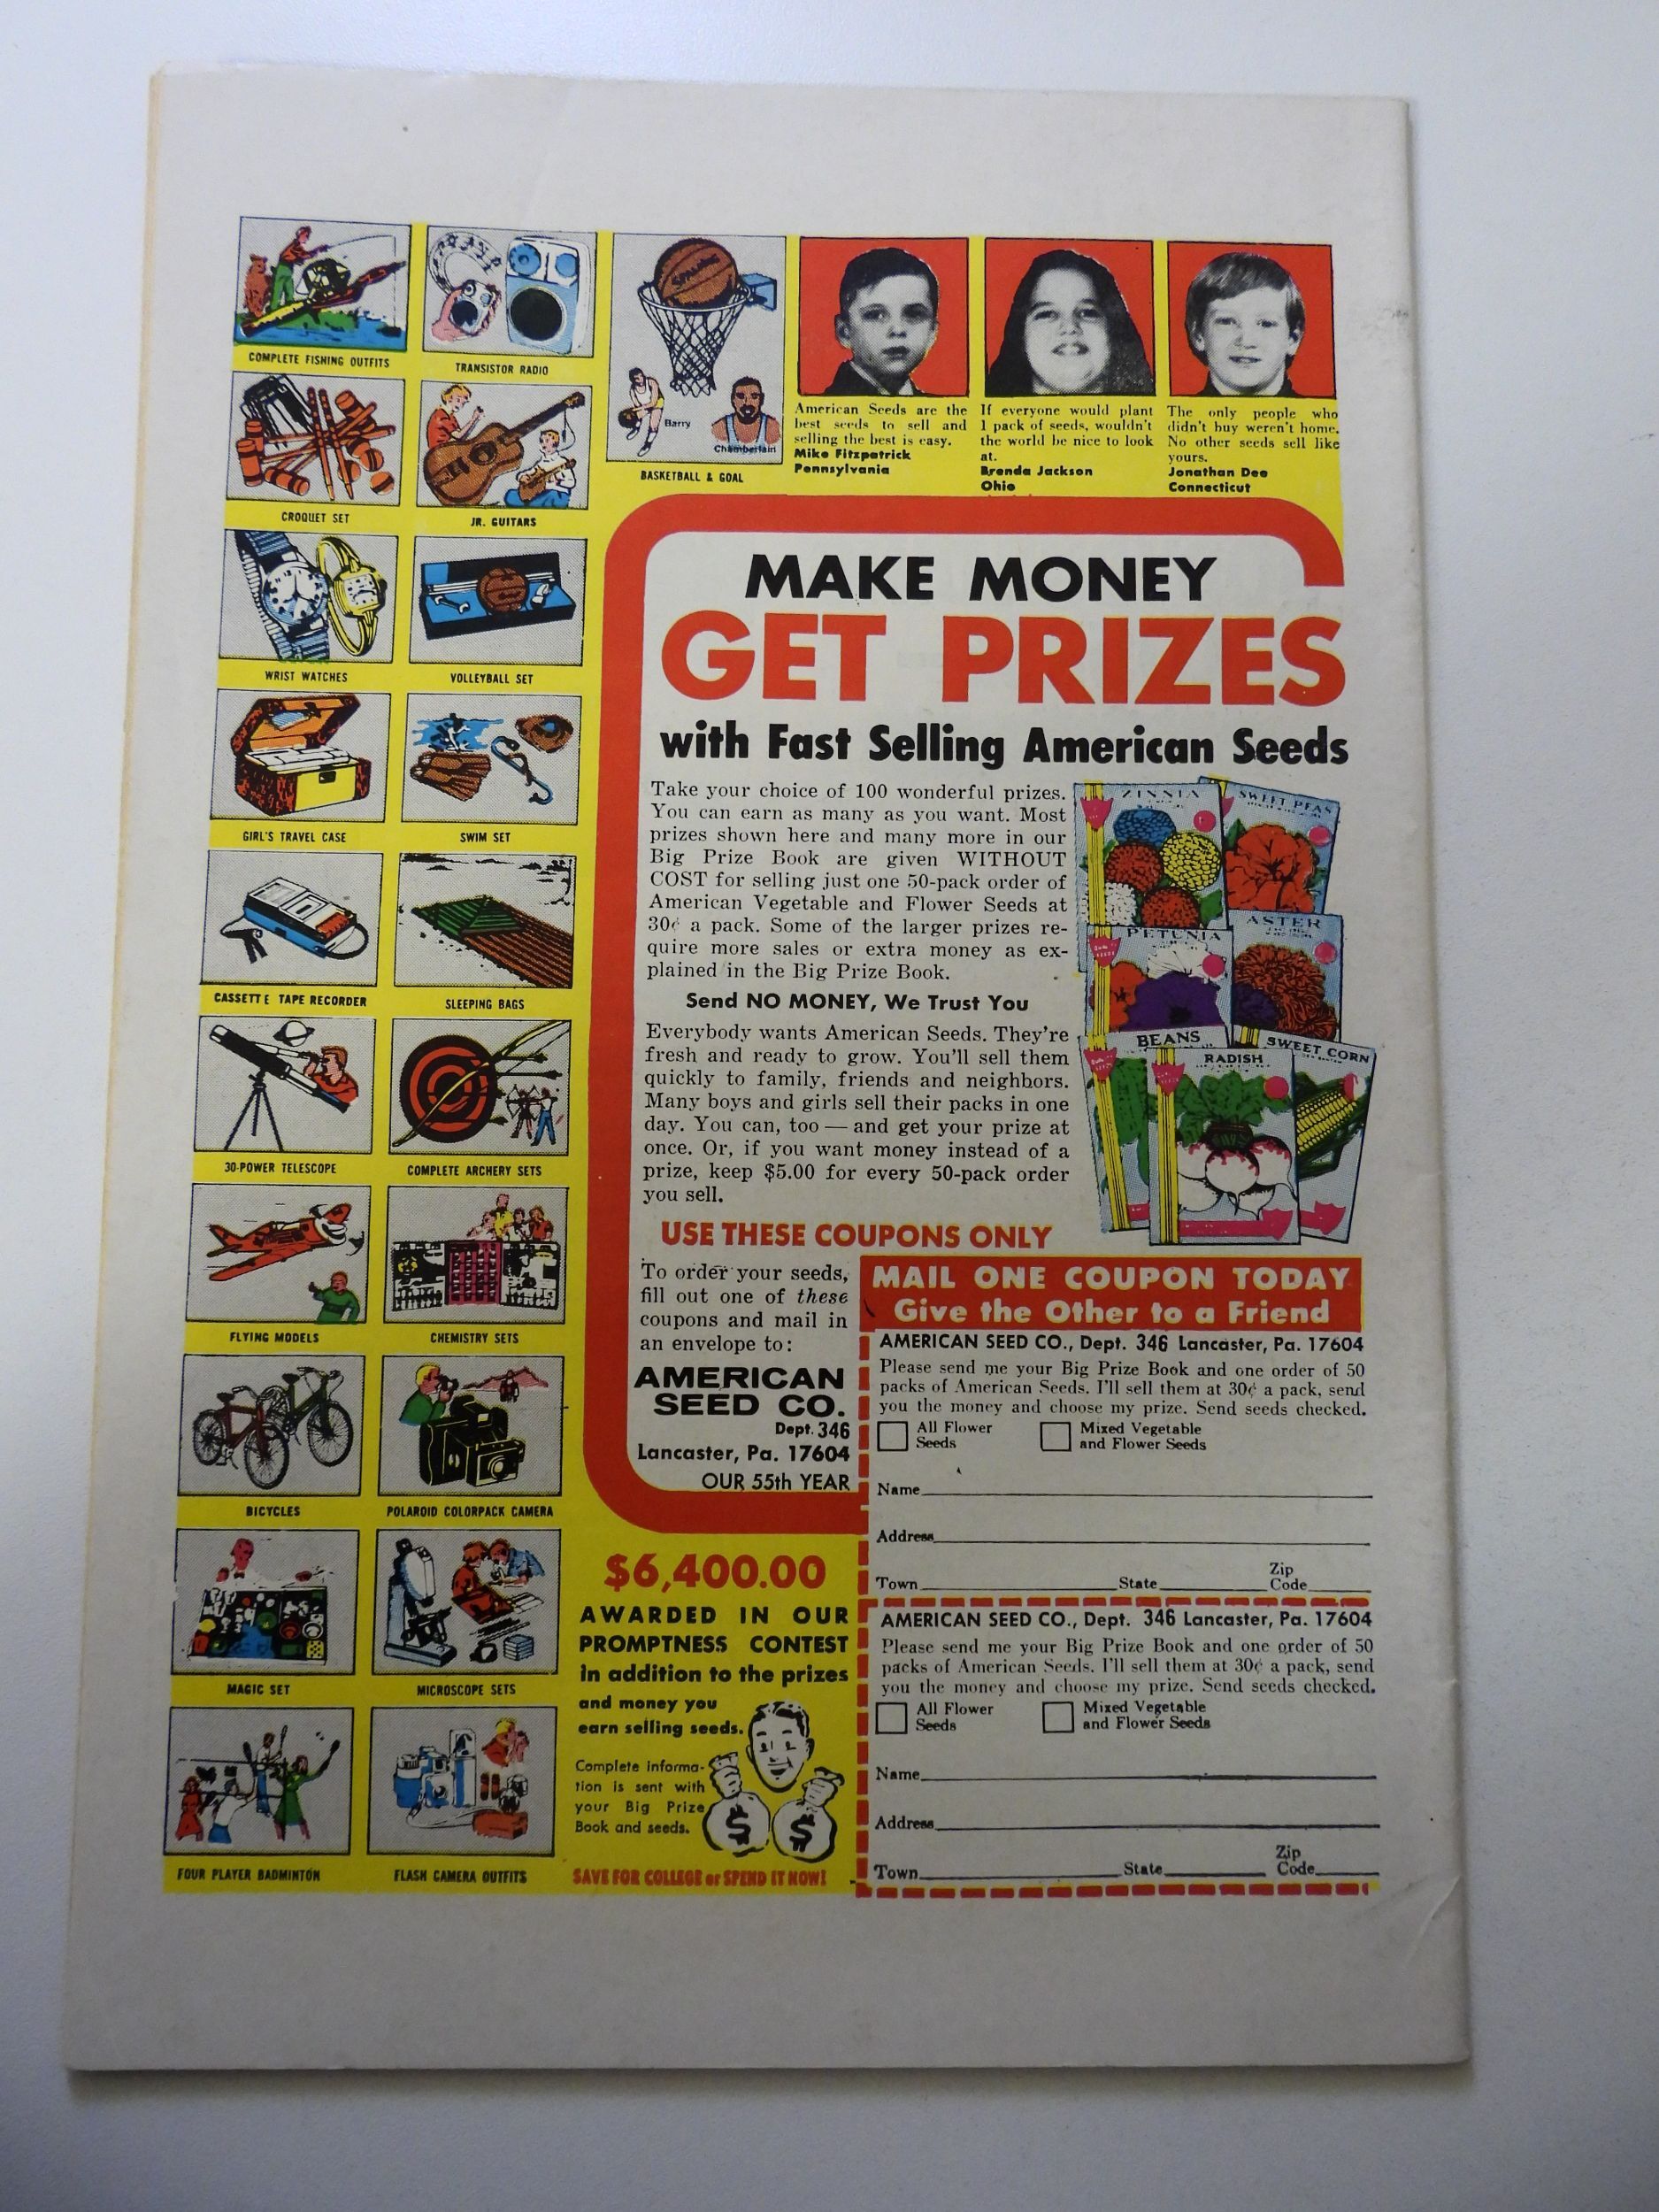 COMPLETE FISHING OUTFITS
TRANSISTOR RADIO
CROQUET SET
JR. GUITARS
WRIST WATCHES
VOLLEYBALL SET
GIRL'S TRAVEL CASE
SWIM SET
CASSETTE TAPE RECORDER
SLEEPING BAGS
30-POWER TELESCOPE
COMPLETE ARCHERY SETS
FLYING MODELS
CHEMISTRY SETS
BICYCLES
POLAROID COLORPACK CAMERA
MAGIC SET
MICROSCOPE SETS
FOUR PLAYER BADMINTON
FLASH CAMERA OUTFITS
SPALDING
Barry
Chamberlain
BASKETBALL & GOAL
American Seeds are the
best seeds to sell and
selling the best is easy.
Mike Fitzpatrick
Pennsylvania
If everyone would plant
1 pack of seeds, wouldn't
the world be nice to look
at.
Brenda Jackson
Ohio
The only people who
didn't buy weren't home.
No other seeds sell like
yours.
Jonathan Dee
Connecticut
MAKE MONEY
GET PRIZES
with Fast Selling American Seeds
Take your choice of 100 wonderful prizes.
You can earn as many as you want. Most
prizes shown here and many more in our
Big Prize Book are given WITHOUT
COST for selling just one 50-pack order of
American Vegetable and Flower Seeds at
30¢ a pack. Some of the larger prizes re-
quire more sales or extra money as ex-
plained in the Big Prize Book.
Send NO MONEY, We Trust You
Everybody wants American Seeds. They're
fresh and ready to grow. You'll sell them
quickly to family, friends and neighbors.
Many boys and girls sell their packs in one
day. You can, too — and get your prize at
once. Or, if you want money instead of a
prize, keep $5.00 for every 50-pack order
you sell.
ZINNIA
SWEET PEAS
PETUNIA
ASTER
BEANS
RADISH
SWEET CORN
USE THESE COUPONS ONLY
To order your seeds,
fill out one of these
coupons and mail in
an envelope to:
AMERICAN
SEED CO.
Dept. 346
Lancaster, Pa. 17604
OUR 55th YEAR
$6,400.00
AWARDED IN OUR
PROMPTNESS CONTEST
in addition to the prizes
and money you
earn selling seeds.
Complete informa-
tion is sent with
your Big Prize
Book and seeds.
$ $
SAVE FOR COLLEGE or SPEND IT NOW!
MAIL ONE COUPON TODAY
Give the Other to a Friend
AMERICAN SEED CO., Dept. 346 Lancaster, Pa. 17604
Please send me your Big Prize Book and one order of 50
packs of American Seeds. I'll sell them at 30¢ a pack, send
you the money and choose my prize. Send seeds checked.
All Flower Seeds
Mixed Vegetable and Flower Seeds
Name
Address
Town State Zip Code
AMERICAN SEED CO., Dept. 346 Lancaster, Pa. 17604
Please send me your Big Prize Book and one order of 50
packs of American Seeds. I'll sell them at 30¢ a pack, send
you the money and choose my prize. Send seeds checked.
All Flower Seeds
Mixed Vegetable and Flower Seeds
Name
Address
Town State Zip Code